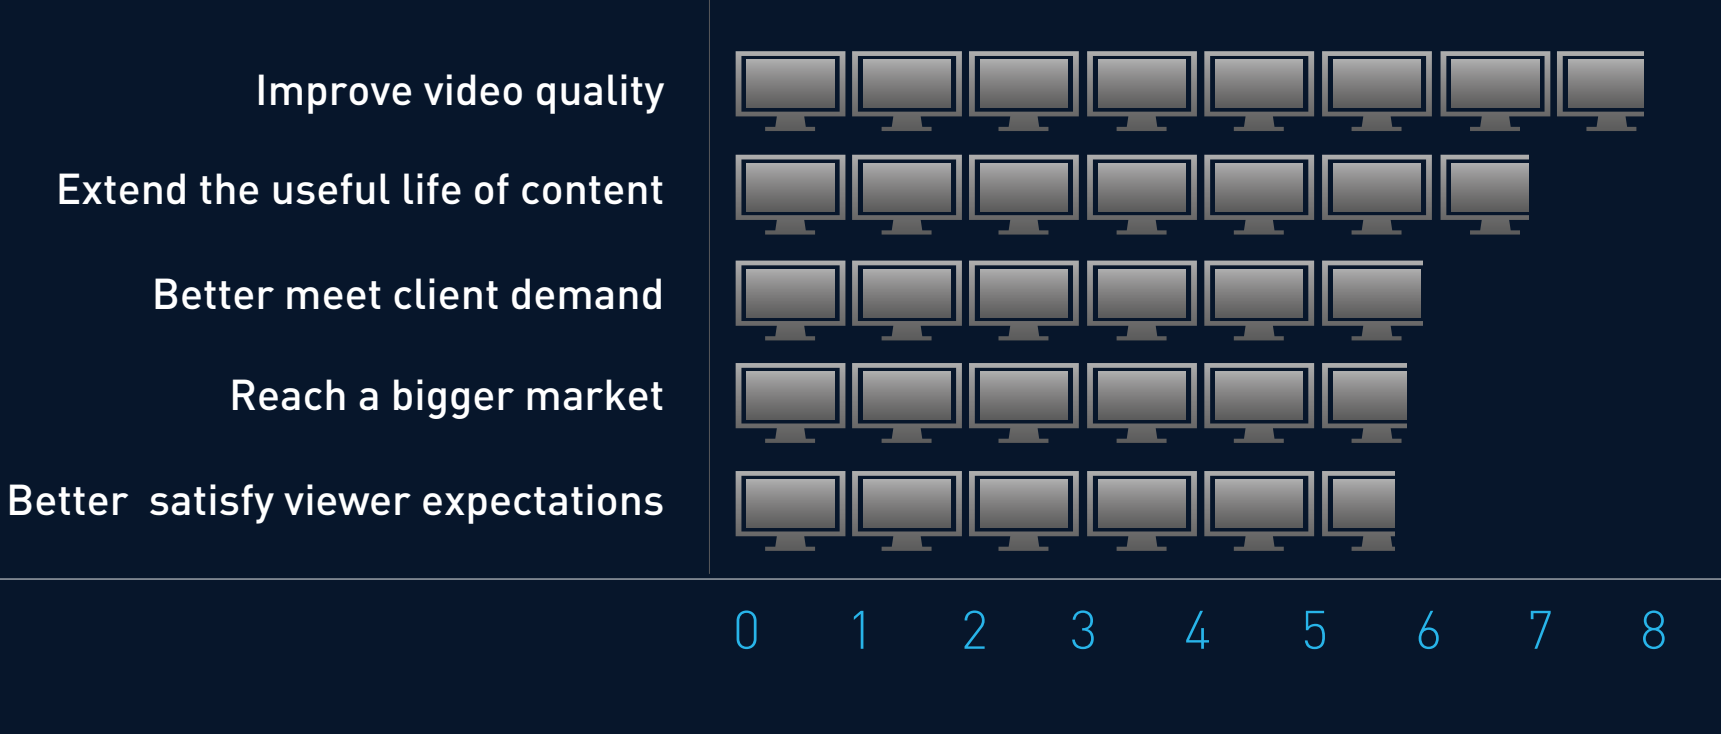 Improve video quality
Extend the useful life of content
Better meet client demand
Reach a bigger market
Better  satisfy viewer expectations
0 1 2 3 4 5 6 7 8